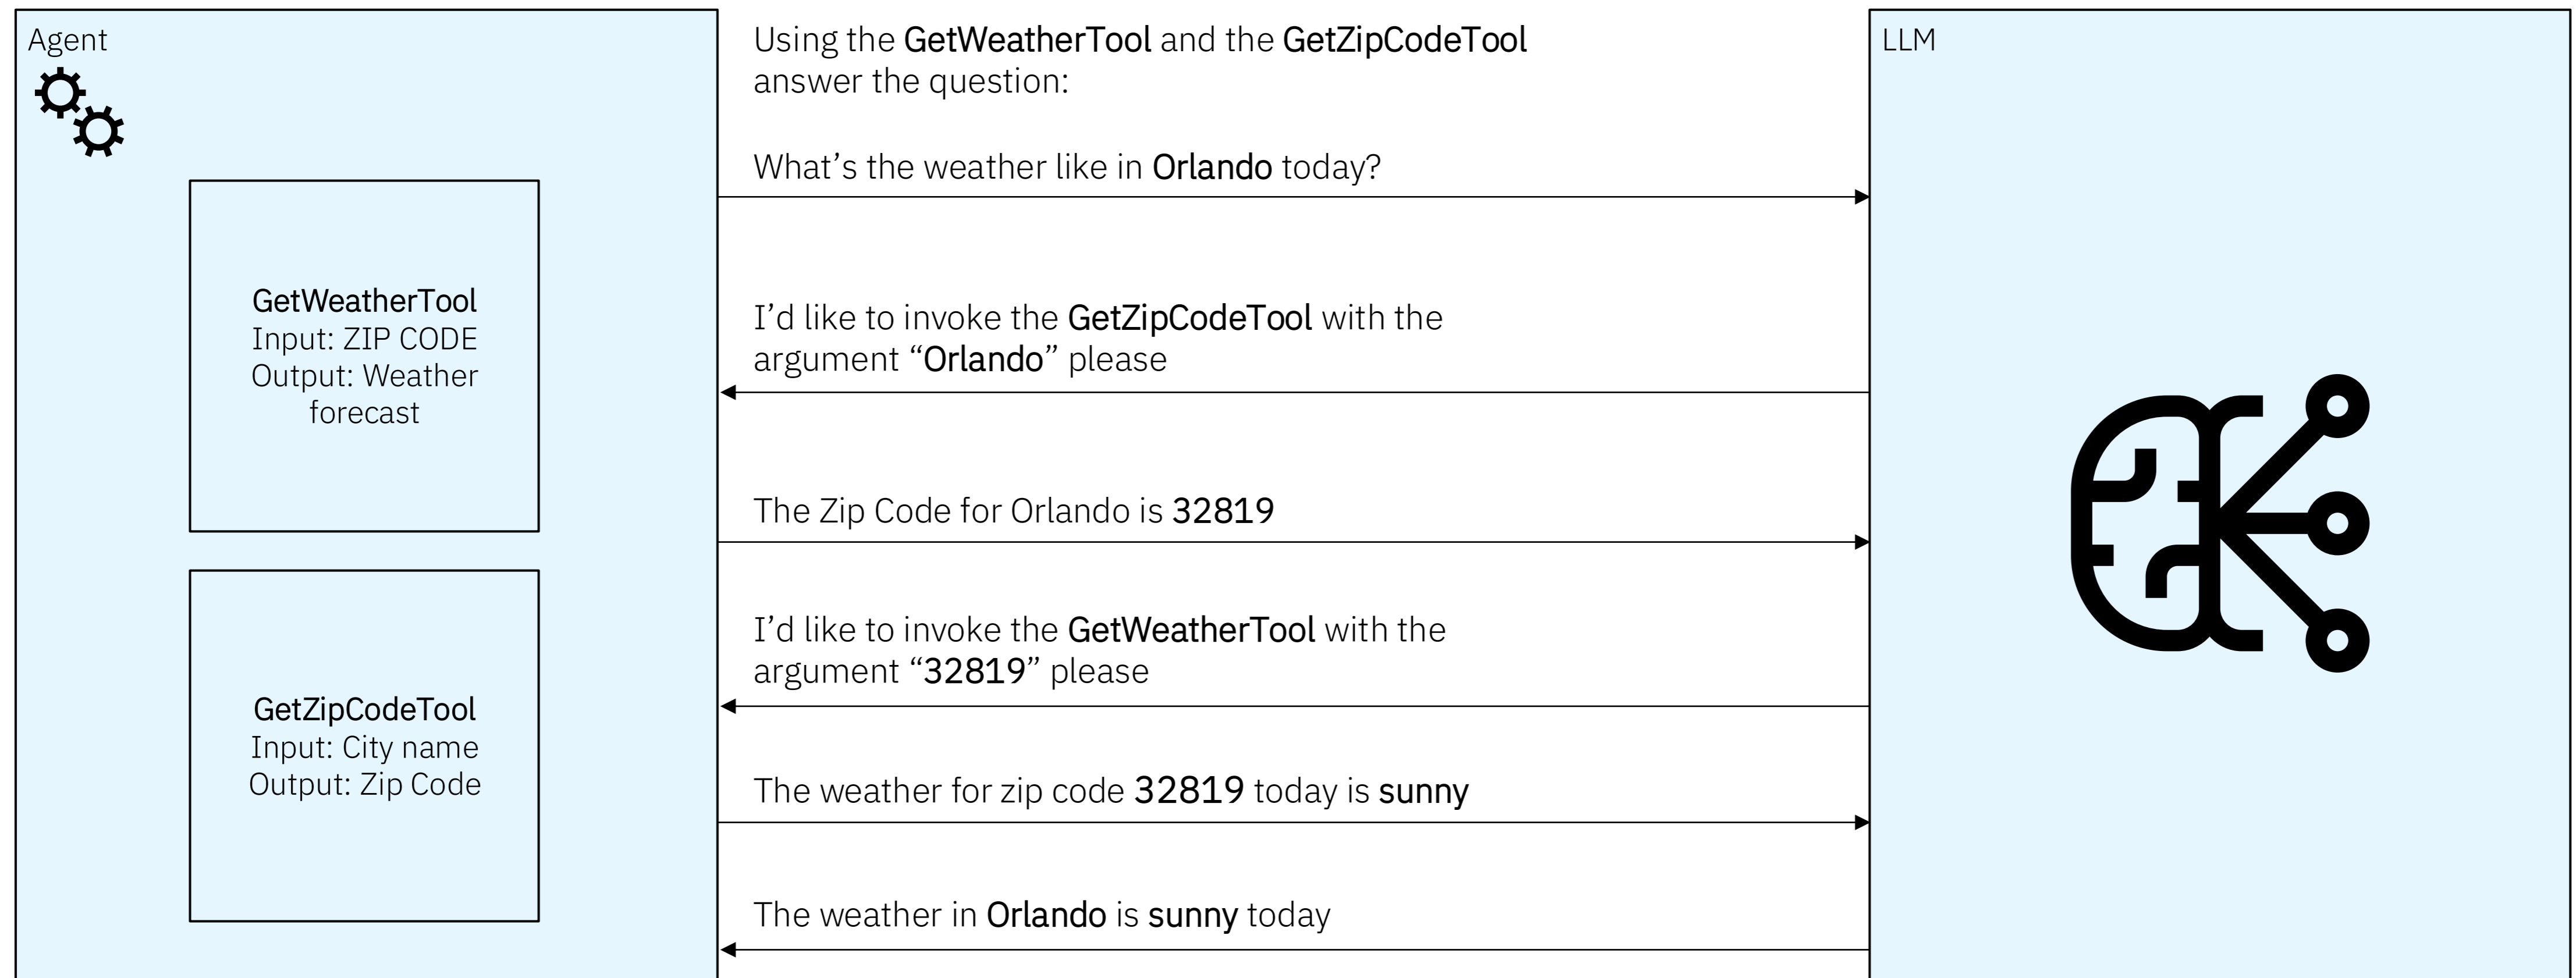 Agent
GetWeatherTool
Input: ZIP CODE
Output: Weather
forecast
GetZipCodeTool
Input: City name
Output: Zip Code
Using the GetWeatherTool and the GetZipCodeTool
answer the question:
What’s the weather like in Orlando today?
I’d like to invoke the GetZipCodeTool with the
argument “Orlando” please
The Zip Code for Orlando is 32819
I’d like to invoke the GetWeatherTool with the
argument “32819” please
The weather for zip code 32819 today is sunny
The weather in Orlando is sunny today
LLM